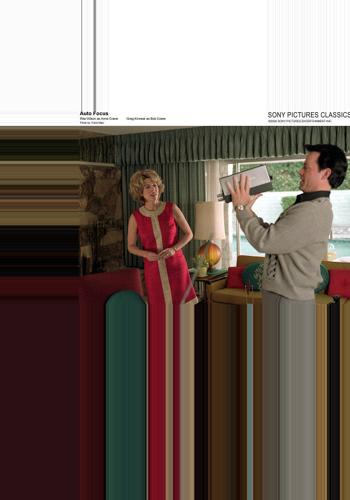 Auto Focus
Rita Wilson as Anne Crane Greg Kinnear as Bob Crane
SONY PICTURES CLASSICS
©2002 SONY PICTURES ENTERTAINMENT INC.